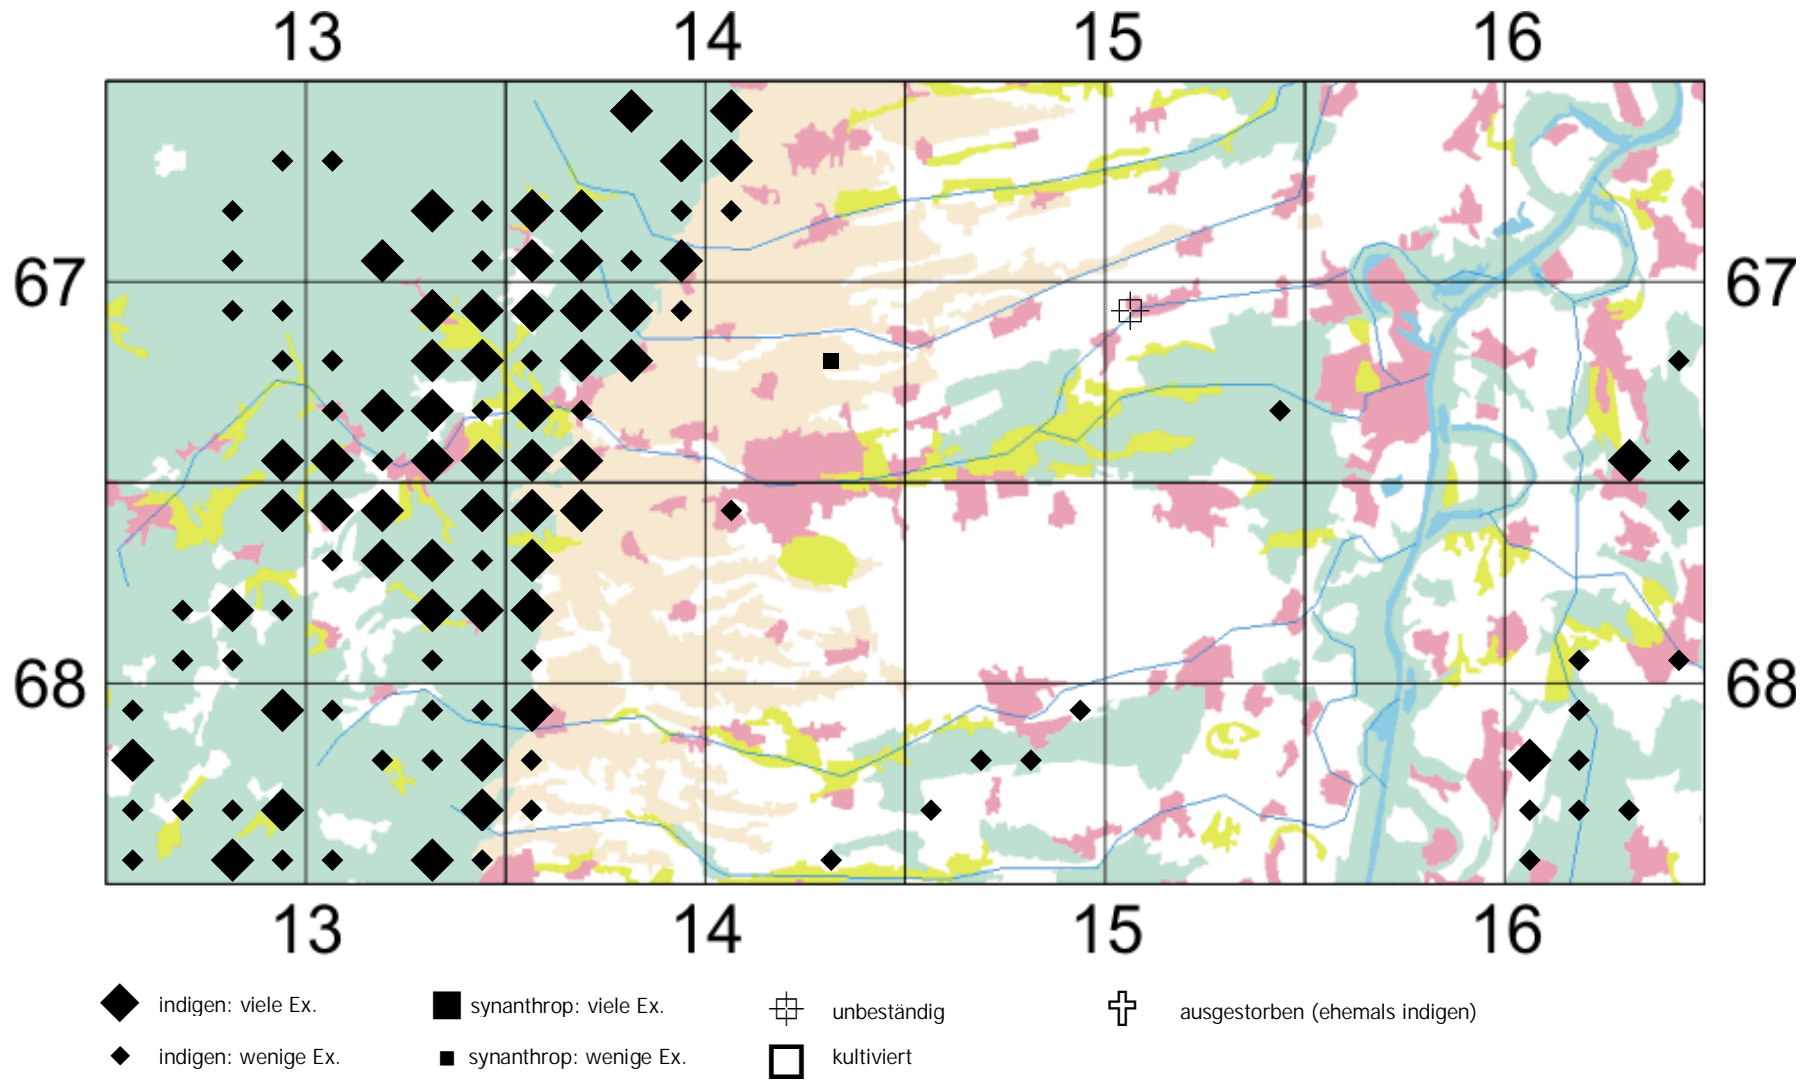 13 14 15 16
67 67
68 68
13 14 15 16
indigen: viele Ex. synanthrop: viele Ex. unbeständig ausgestorben (ehemals indigen)
indigen: wenige Ex. synanthrop: wenige Ex. kultiviert